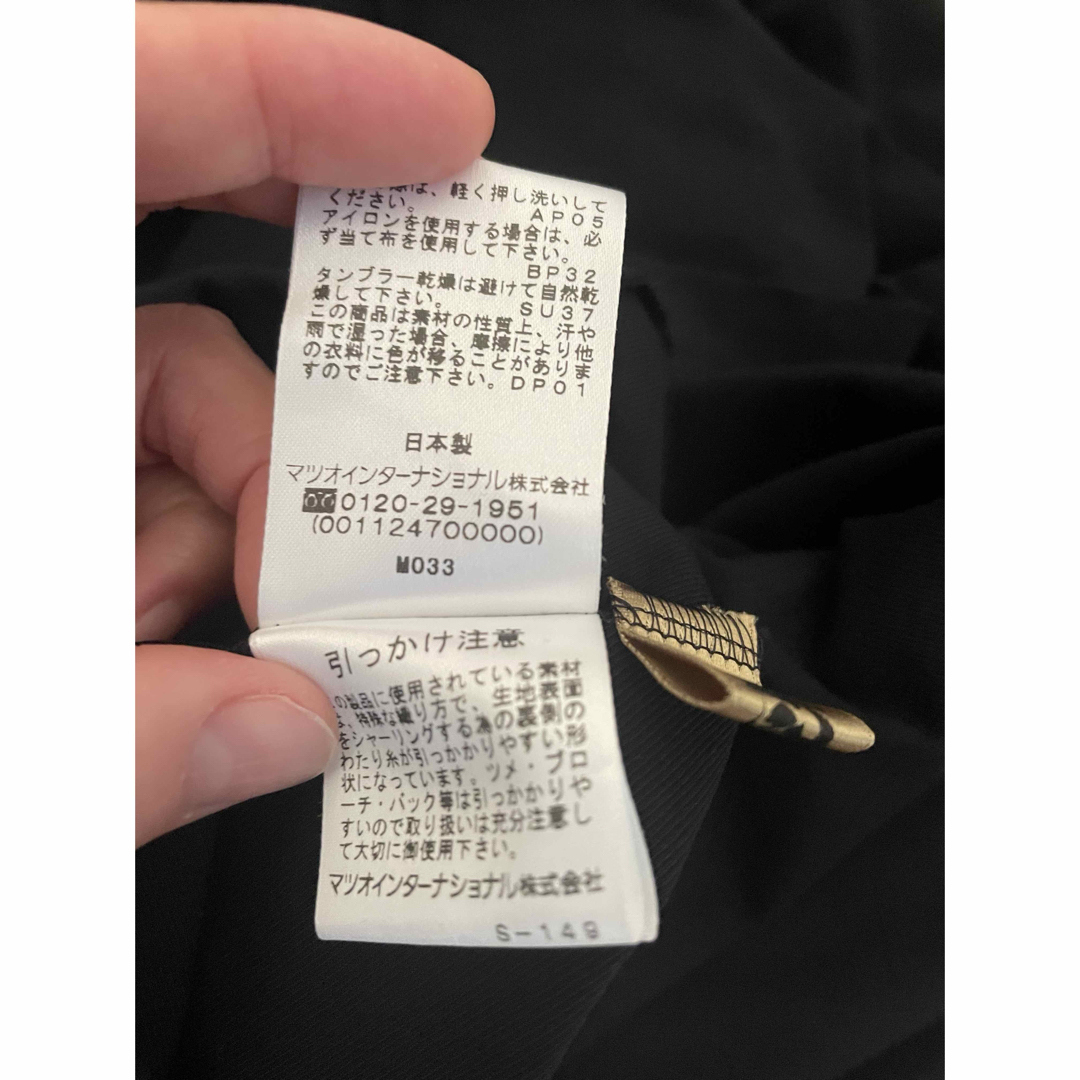 は、軽く押し洗いして
ください。 AP05
アイロンを使用する場合は、必
ず当て布を使用して下さい。
BP32
タンブラー乾燥は避けて自然乾
燥して下さい。 SU37
この商品は素材の性質上、汗や
雨で湿った場合、摩擦により他
の衣料に色が移ることがありま
すのでご注意下さい。DP01
日本製
マツオインターナショナル株式会社
0120-29-1951
(001124700000)
M033
引っかけ注意
の製品に使用されている素材
は、特殊な織り方で、生地表面
をシャーリングする為の裏側の
わたり糸が引っかかりやすい形
状になっています。ツメ・ブロ
ーチ・バック等は引っかかりや
すいので取り扱いは充分注意し
て大切に御使用下さい。
マツオインターナショナル株式会社
S-149